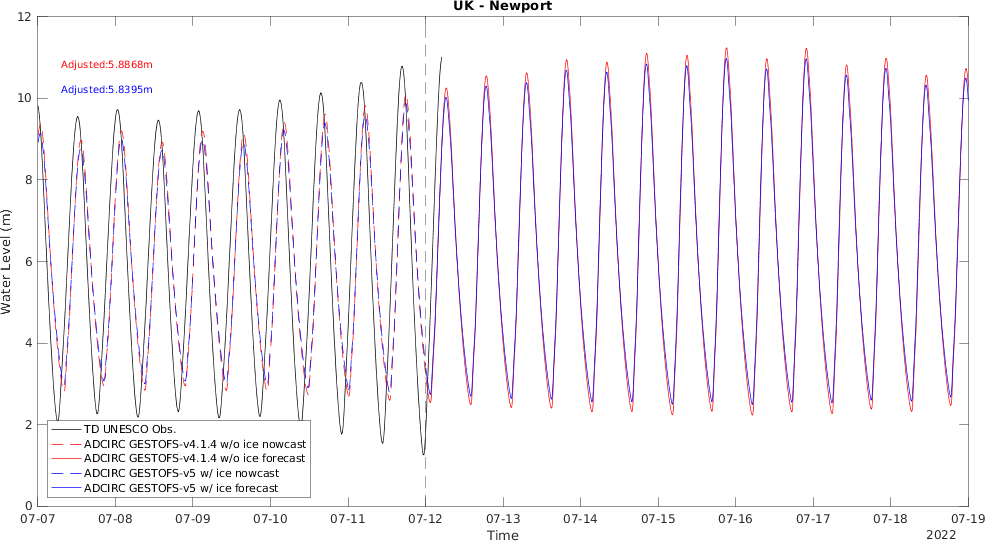 UK - Newport
12
Adjusted:5.8868m
Adjusted:5.8395m
10
8
6
4
2
0
Water Level (m)
TD UNESCO Obs.
ADCIRC GESTOFS-v4.1.4 w/o ice nowcast
ADCIRC GESTOFS-v4.1.4 w/o ice forecast
ADCIRC GESTOFS-v5 w/ ice nowcast
ADCIRC GESTOFS-v5 w/ ice forecast
07-07 07-08 07-09 07-10 07-11 07-12 07-13 07-14 07-15 07-16 07-17 07-18 07-19
Time
2022